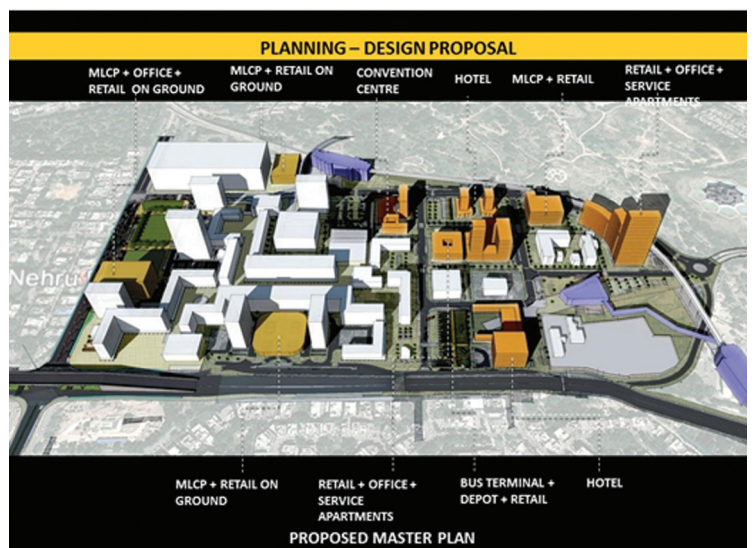 PLANNING – DESIGN PROPOSAL
MLCP + OFFICE +
RETAIL ON GROUND
MLCP + RETAIL ON
GROUND
CONVENTION
CENTRE
HOTEL
MLCP + RETAIL
RETAIL + OFFICE +
SERVICE
APARTMENTS
Nehru
MLCP + RETAIL ON
GROUND
RETAIL + OFFICE +
SERVICE
APARTMENTS
BUS TERMINAL +
DEPOT + RETAIL
HOTEL
PROPOSED MASTER PLAN